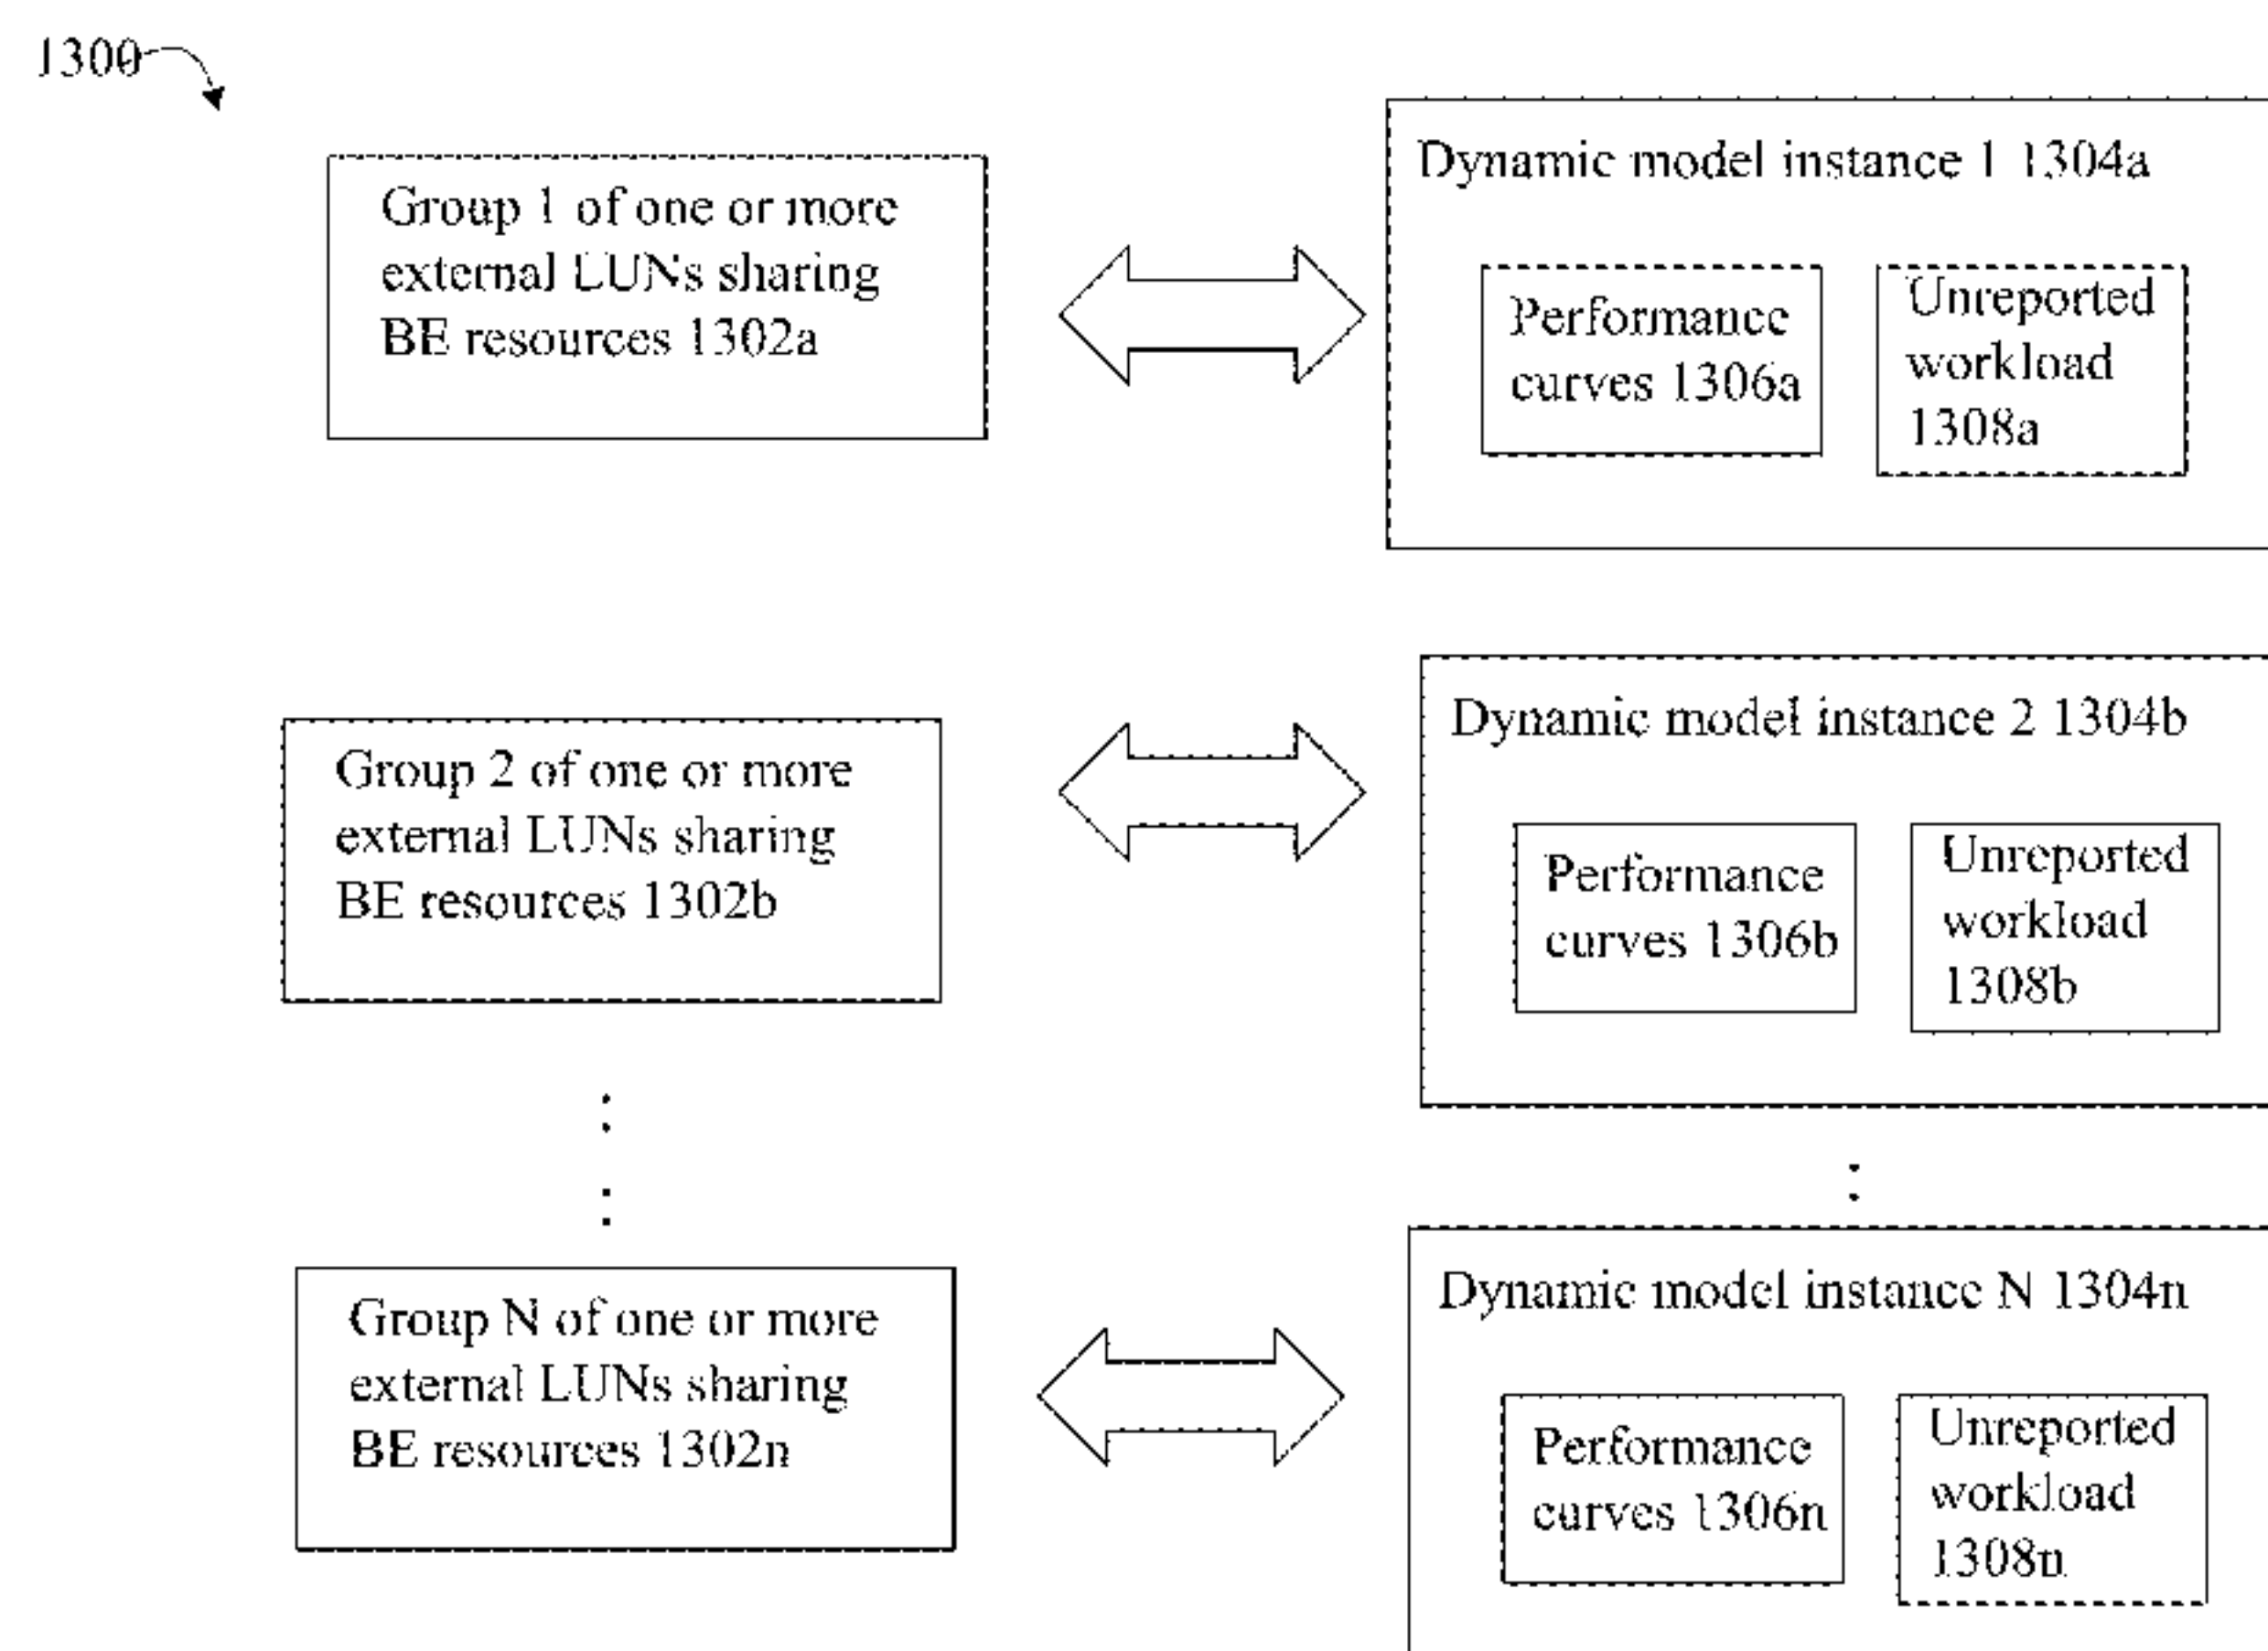 1300
Group 1 of one or more
external LUNs sharing
BE resources 1302a
Dynamic model instance 1 1304a
Performance
curves 1306a
Unreported
workload
1308a
Group 2 of one or more
external LUNs sharing
BE resources 1302b
Dynamic model instance 2 1304b
Performance
curves 1306b
Unreported
workload
1308b
Group N of one or more
external LUNs sharing
BE resources 1302n
Dynamic model instance N 1304n
Performance
curves 1306n
Unreported
workload
1308n